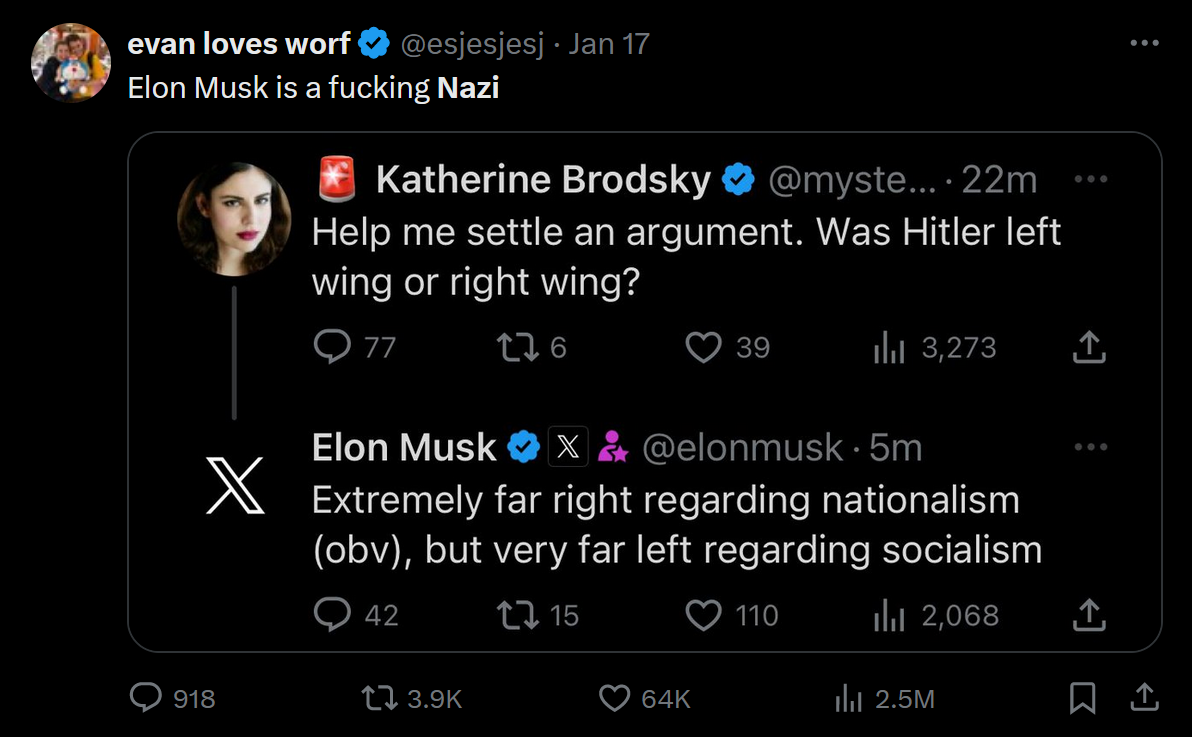 evan loves worf @esjesjesj · Jan 17
Elon Musk is a fucking Nazi
Katherine Brodsky @myste... · 22m
Help me settle an argument. Was Hitler left
wing or right wing?
77 6 39 3,273
Elon Musk X @elonmusk · 5m
Extremely far right regarding nationalism
(obv), but very far left regarding socialism
42 15 110 2,068
918 3.9K 64K 2.5M